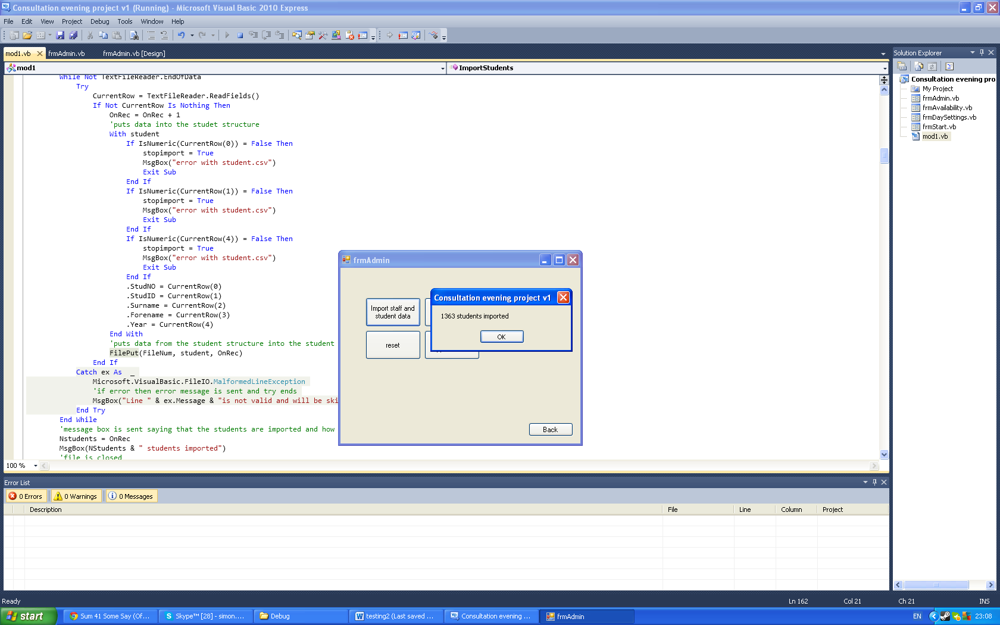 Consultation evening project v1 (Running) - Microsoft Visual Basic 2010 Express
File Edit View Project Debug Tools Window Help
mod1.vb frmAdmin.vb frmAdmin.vb [Design]
mod1 ImportStudents
While Not TextFileReader.EndOfData
Try
CurrentRow = TextFileReader.ReadFields()
If Not CurrentRow Is Nothing Then
OnRec = OnRec + 1
'puts data into the studet structure
With student
If IsNumeric(CurrentRow(0)) = False Then
stopimport = True
MsgBox("error with student.csv")
Exit Sub
End If
If IsNumeric(CurrentRow(1)) = False Then
stopimport = True
MsgBox("error with student.csv")
Exit Sub
End If
If IsNumeric(CurrentRow(4)) = False Then
stopimport = True
MsgBox("error with student.csv")
Exit Sub
End If
.StudNO = CurrentRow(0)
.StudID = CurrentRow(1)
.Surname = CurrentRow(2)
.Forename = CurrentRow(3)
.Year = CurrentRow(4)
End With
'puts data from the student structure into the student
FilePut(FileNum, student, OnRec)
End If
Catch ex As _
Microsoft.VisualBasic.FileIO.MalformedLineException
'if error then error message is sent and try ends
MsgBox("Line " & ex.Message & "is not valid and will be ski
End Try
End While
'message box is sent saying that the students are imported and how
Nstudents = OnRec
MsgBox(NStudents & " students imported")
'file is closed
100 %
frmAdmin
Import staff and
student data
reset
Back
Consultation evening project v1
1363 students imported
OK
Solution Explorer
Consultation evening pro
My Project
frmAdmin.vb
frmAvailability.vb
frmDaySettings.vb
frmStart.vb
mod1.vb
Error List
0 Errors 0 Warnings 0 Messages
Description File Line Column Project
Ready Ln 162 Col 21 Ch 21 INS
start Sum 41 Some Say (Of... Skype™ [28] - simon.... Debug testing2 (Last saved ... Consultation evening ... frmAdmin EN 23:08